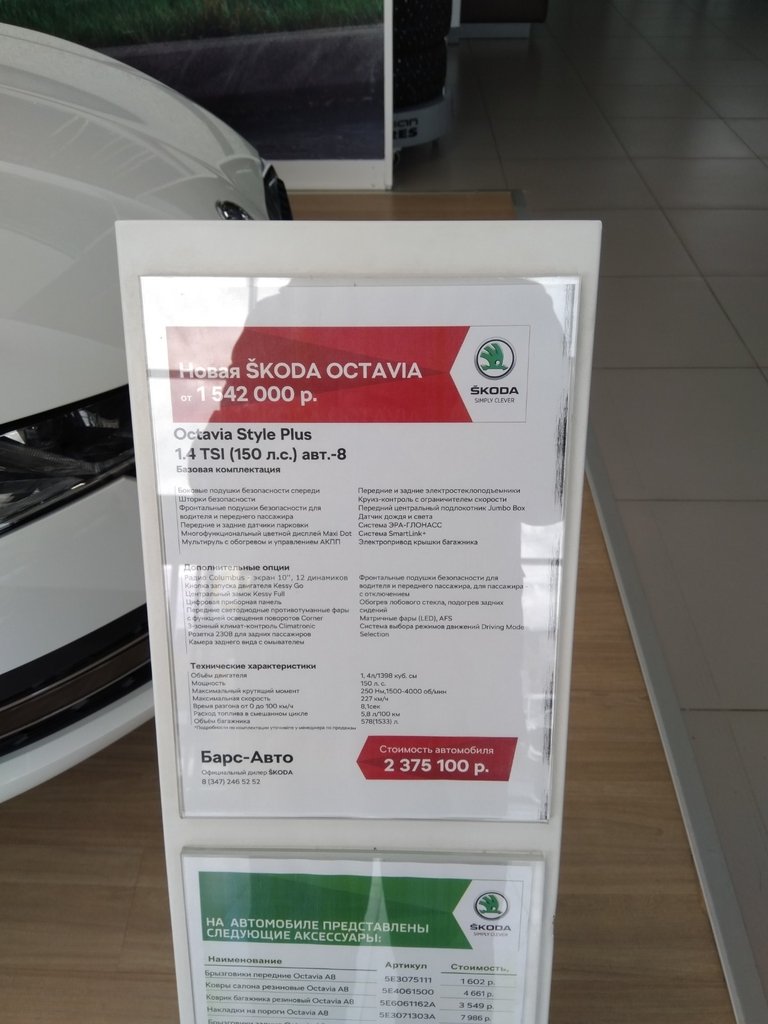 Новая ŠKODA OCTAVIA
от 1 542 000 р.
ŠKODA
SIMPLY CLEVER
Octavia Style Plus
1.4 TSI (150 л.с.) авт.-8
Базовая комплектация
Боковые подушки безопасности спереди
Шторки безопасности
Фронтальные подушки безопасности для
водителя и переднего пассажира
Передние и задние датчики парковки
Многофункциональный цветной дисплей Maxi Dot
Мультируль с обогревом и управлением АКПП
Передние и задние электростеклоподъемники
Круиз-контроль с ограничителем скорости
Передний центральный подлокотник Jumbo Box
Датчик дождя и света
Система ЭРА-ГЛОНАСС
Система SmartLink+
Электропривод крышки багажника
Дополнительные опции
Радио Columbus - экран 10'', 12 динамиков
Кнопка запуска двигателя Kessy Go
Центральный замок Kessy Full
Цифровая приборная панель
Передние светодиодные противотуманные фары
с функцией освещения поворотов Corner
3-зонный климат-контроль Climatronic
Розетка 230В для задних пассажиров
Камера заднего вида с омывателем
Фронтальные подушки безопасности для
водителя и переднего пассажира, для пассажира -
с отключением
Обогрев лобового стекла, подогрев задних
сидений
Матричные фары (LED), AFS
Система выбора режимов движений Driving Mode
Selection
Технические характеристики
Объём двигателя 1, 4л/1398 куб. см
Мощность 150 л. с.
Максимальный крутящий момент 250 Нм,1500-4000 об/мин
Максимальная скорость 227 км/ч
Время разгона от 0 до 100 км/ч 8,1сек
Расход топлива в смешанном цикле 5,8 л/100 км
Объём багажника 578(1533) л.
*Подробности по комплектации уточняйте у менеджера по продажам
Барс-Авто
Официальный дилер ŠKODA
8 (347) 246 52 52
Стоимость автомобиля
2 375 100 р.
НА АВТОМОБИЛЕ ПРЕДСТАВЛЕНЫ
СЛЕДУЮЩИЕ АКСЕССУАРЫ:
ŠKODA
SIMPLY CLEVER
Наименование Артикул Стоимость,
Брызговики передние Octavia A8 5E3075111 1 602 р.
Ковры салона резиновые Octavia A8 5E4061500 4 661 р.
Коврик багажника резиновый Octavia A8 5E6061162A 3 549 р.
Накладки на пороги Octavia A8 5E3071303A 7 986 р.